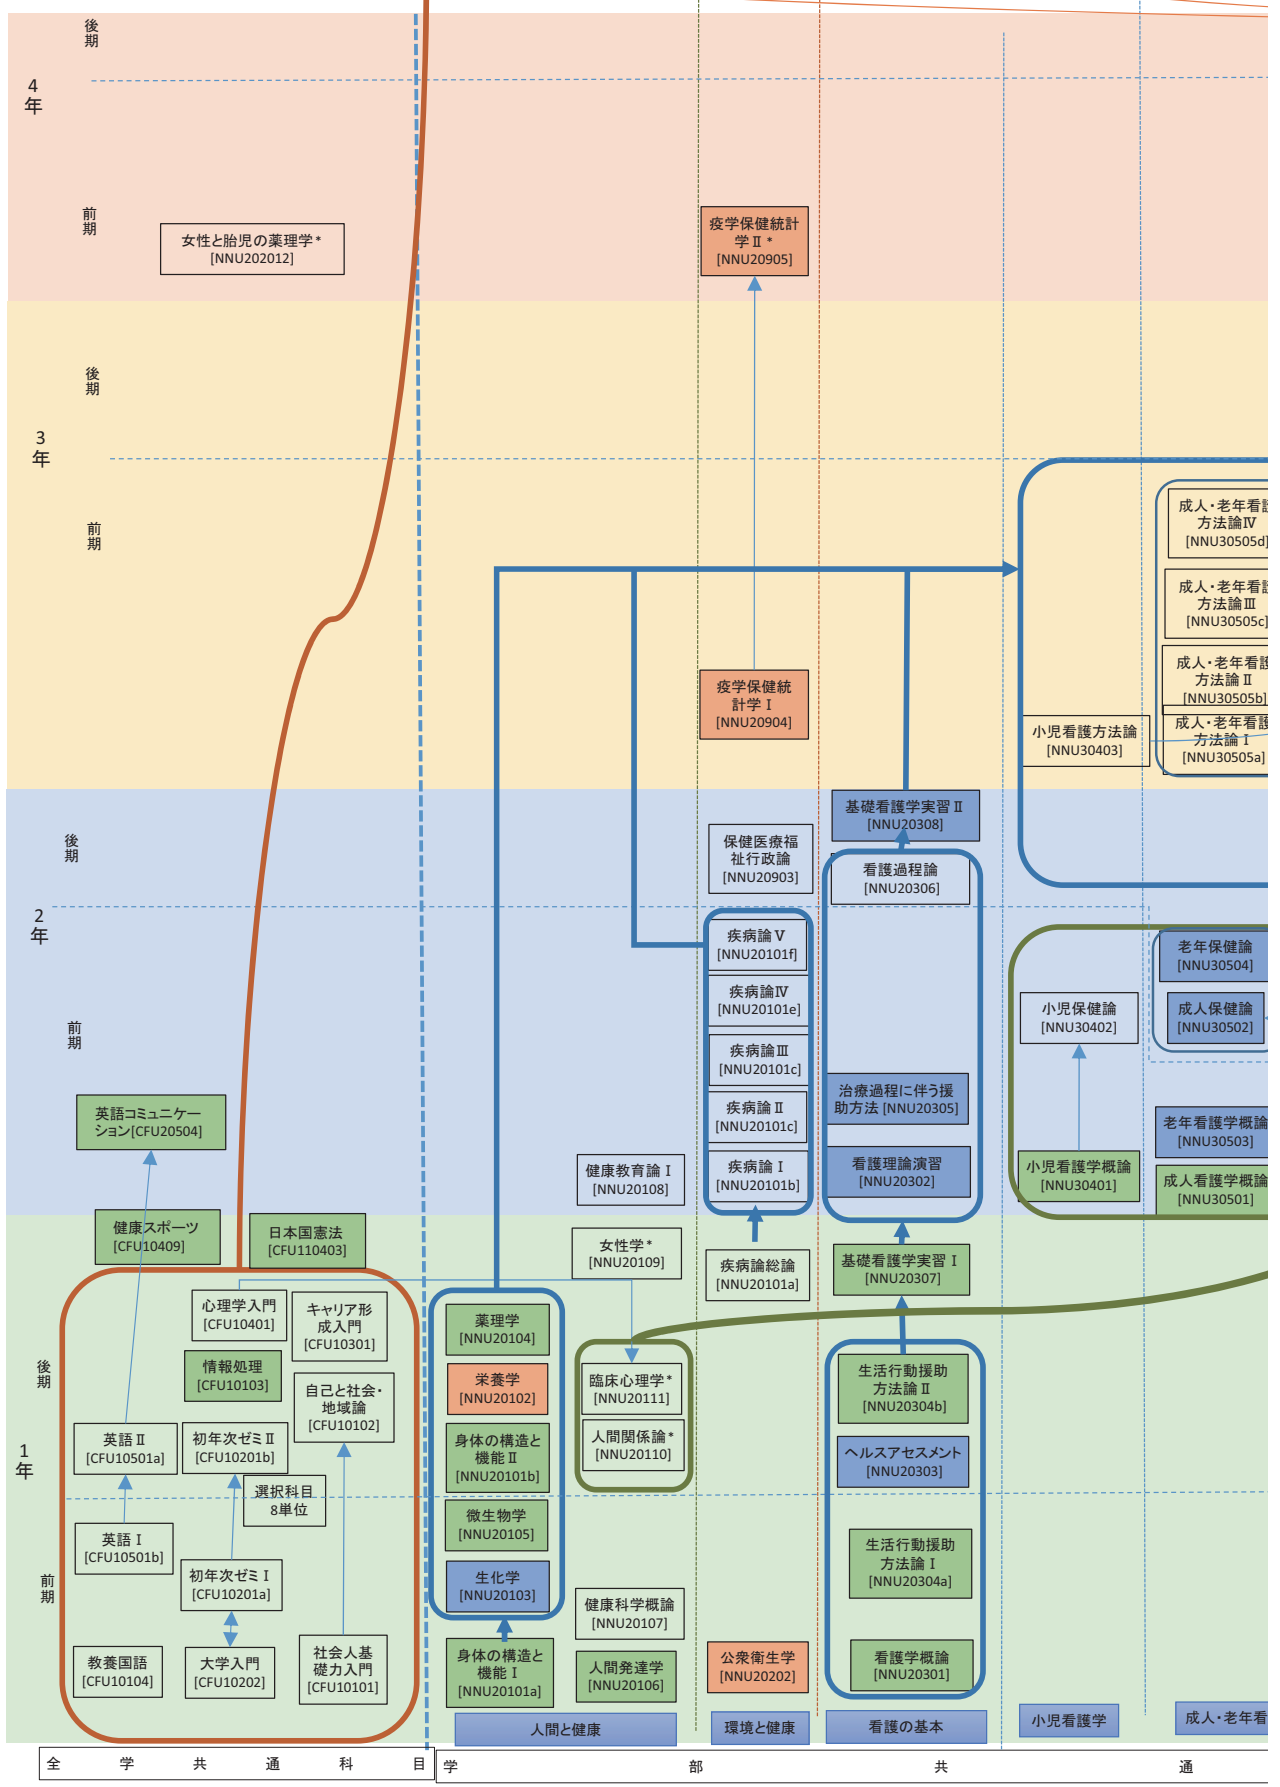 後
期
4
年
前
期
女性と胎児の薬理学*
[NNU202012]
疫学保健統計
学Ⅱ*
[NNU20905]
後
期
3
年
前
期
成人・老年看護
方法論Ⅳ
[NNU30505d]
成人・老年看護
方法論Ⅲ
[NNU30505c]
成人・老年看護
方法論Ⅱ
[NNU30505b]
成人・老年看護
方法論Ⅰ
[NNU30505a]
疫学保健統
計学Ⅰ
[NNU20904]
小児看護方法論
[NNU30403]
後
期
2
年
前
期
基礎看護学実習Ⅱ
[NNU20308]
保健医療福
祉行政論
[NNU20903]
看護過程論
[NNU20306]
疾病論Ⅴ
[NNU20101f]
疾病論Ⅳ
[NNU20101e]
疾病論Ⅲ
[NNU20101c]
疾病論Ⅱ
[NNU20101c]
疾病論Ⅰ
[NNU20101b]
老年保健論
[NNU30504]
小児保健論
[NNU30402]
成人保健論
[NNU30502]
治療過程に伴う援
助方法 [NNU20305]
看護理論演習
[NNU20302]
英語コミュニケー
ション[CFU20504]
健康教育論Ⅰ
[NNU20108]
小児看護学概論
[NNU30401]
老年看護学概論
[NNU30503]
成人看護学概論
[NNU30501]
健康スポーツ
[CFU10409]
日本国憲法
[CFU110403]
女性学*
[NNU20109]
疾病論総論
[NNU20101a]
基礎看護学実習Ⅰ
[NNU20307]
後
期
1
年
前
期
心理学入門
[CFU10401]
キャリア形
成入門
[CFU10301]
情報処理
[CFU10103]
自己と社会・
地域論
[CFU10102]
英語Ⅱ
[CFU10501a]
初年次ゼミⅡ
[CFU10201b]
選択科目
8単位
英語Ⅰ
[CFU10501b]
初年次ゼミⅠ
[CFU10201a]
教養国語
[CFU10104]
大学入門
[CFU10202]
社会人基
礎力入門
[CFU10101]
薬理学
[NNU20104]
栄養学
[NNU20102]
身体の構造と
機能Ⅱ
[NNU20101b]
微生物学
[NNU20105]
生化学
[NNU20103]
身体の構造と
機能Ⅰ
[NNU20101a]
臨床心理学*
[NNU20111]
人間関係論*
[NNU20110]
健康科学概論
[NNU20107]
人間発達学
[NNU20106]
公衆衛生学
[NNU20202]
生活行動援助
方法論Ⅱ
[NNU20304b]
ヘルスアセスメント
[NNU20303]
生活行動援助
方法論Ⅰ
[NNU20304a]
看護学概論
[NNU20301]
人間と健康
環境と健康
看護の基本
小児看護学
成人・老年看
全 学 共 通 科 目
学 部 共 通